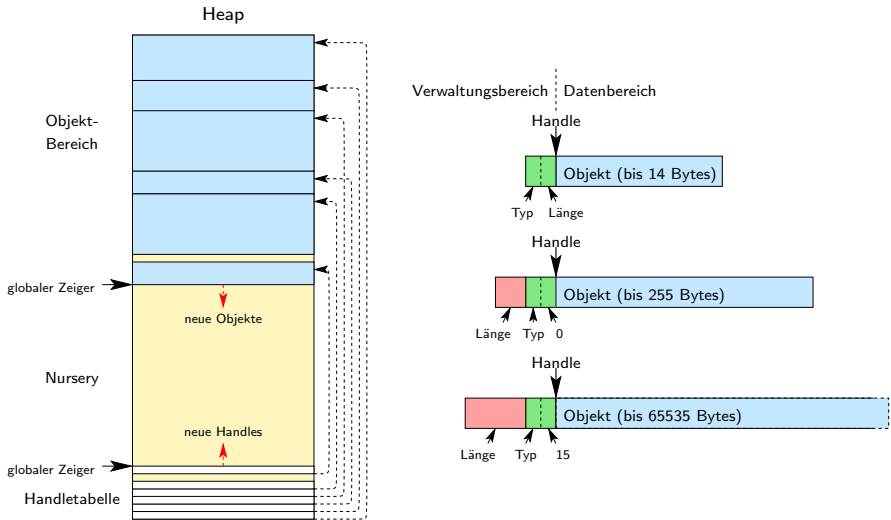 Heap
Objekt-
Bereich
globaler Zeiger
neue Objekte
Nursery
neue Handles
globaler Zeiger
Handletabelle
Verwaltungsbereich
Datenbereich
Handle
Objekt (bis 14 Bytes)
Typ
Länge
Handle
Objekt (bis 255 Bytes)
Länge
Typ
0
Handle
Objekt (bis 65535 Bytes)
Länge
Typ
15